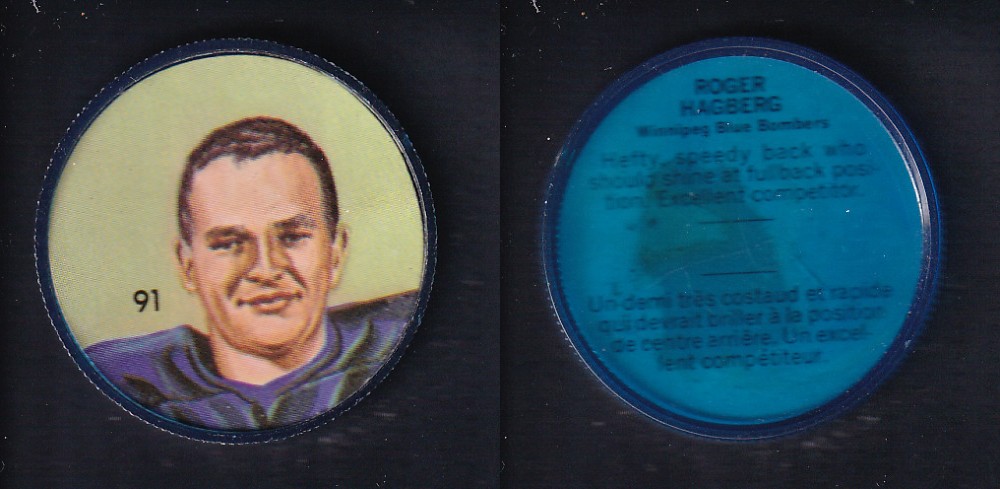 91
ROGER
HAGBERG
Winnipeg Blue Bombers
Hefty, speedy back who
should shine at fullback posi-
tion. Excellent competitor.
Un demi très costaud et rapide
qui devrait briller à la position
de centre arrière. Un excel-
lent compétiteur.